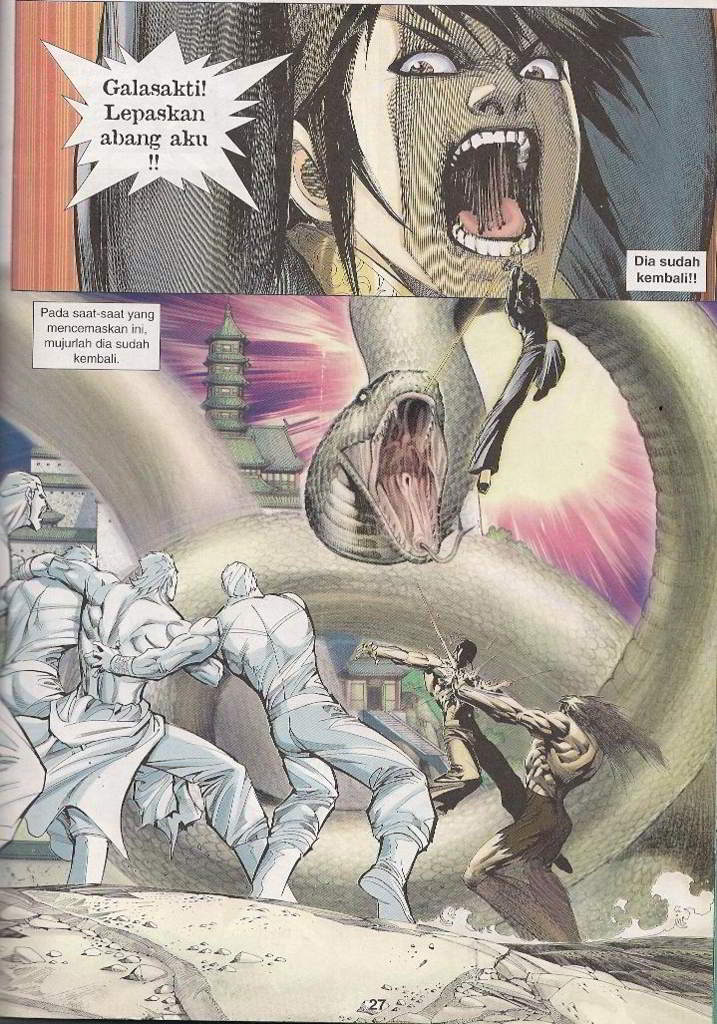 Galasakti!
Lepaskan
abang aku
!!
Dia sudah
kembali!!
Pada saat-saat yang
mencemaskan ini,
mujurlah dia sudah
kembali.
27